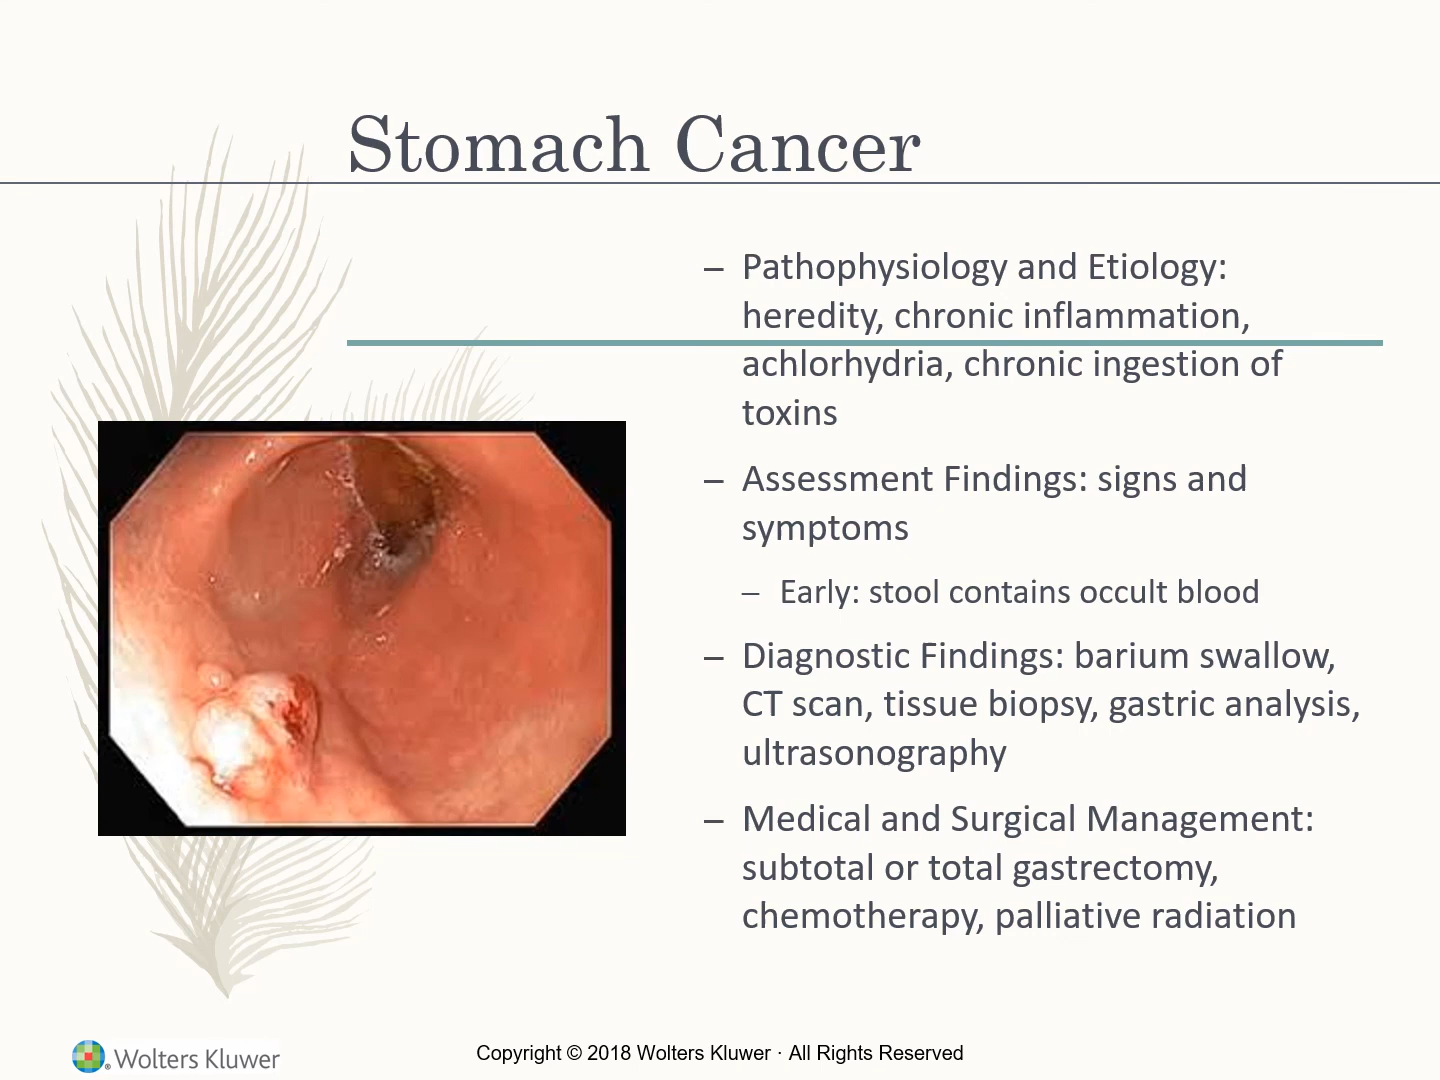 Stomach Cancer
– Pathophysiology and Etiology:
heredity, chronic inflammation,
achlorhydria, chronic ingestion of
toxins
– Assessment Findings: signs and
symptoms
– Early: stool contains occult blood
– Diagnostic Findings: barium swallow,
CT scan, tissue biopsy, gastric analysis,
ultrasonography
– Medical and Surgical Management:
subtotal or total gastrectomy,
chemotherapy, palliative radiation
® Wolters Kluwer
Copyright © 2018 Wolters Kluwer · All Rights Reserved